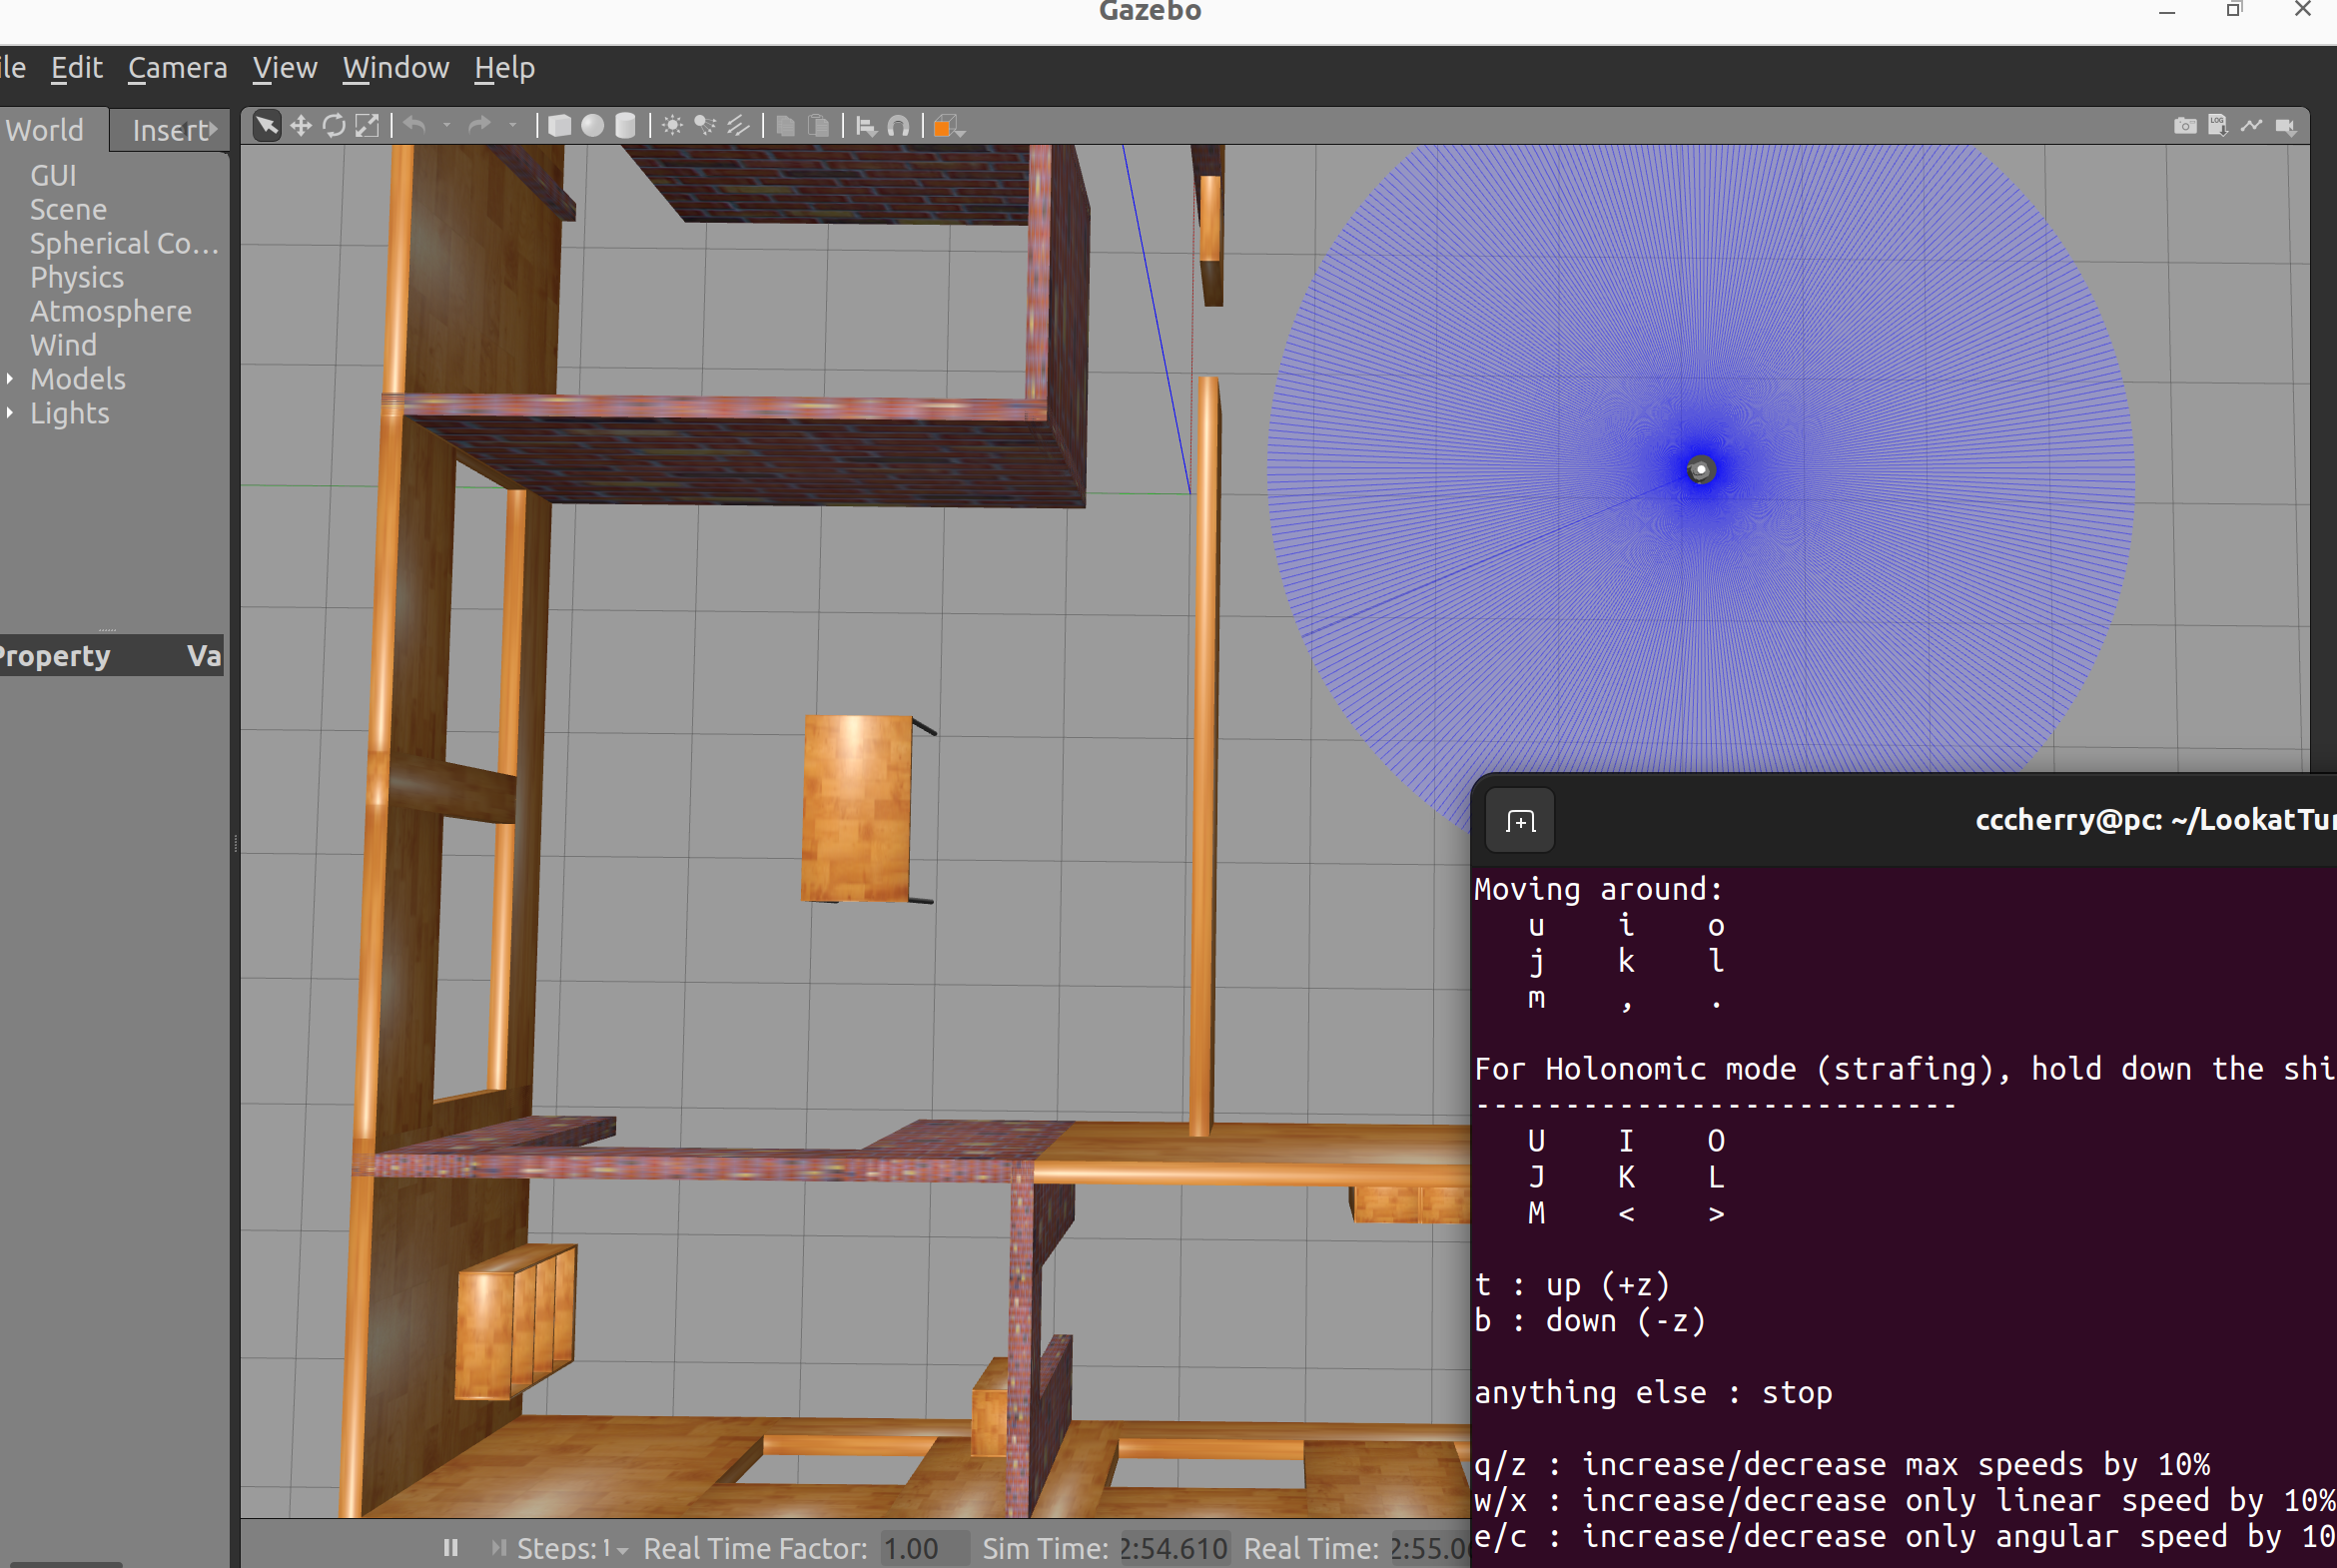 Gazebo
ile Edit Camera View Window Help
World Insert
LOG
GUI
Scene
Spherical Co...
Physics
Atmosphere
Wind
Models
Lights
Property Va
cccherry@pc: ~/LookatTur
Moving around:
u i o
j k l
m , .
For Holonomic mode (strafing), hold down the shi
---------------------------
U I O
J K L
M < >
t : up (+z)
b : down (-z)
anything else : stop
q/z : increase/decrease max speeds by 10%
w/x : increase/decrease only linear speed by 10%
e/c : increase/decrease only angular speed by 10
Steps: 1 Real Time Factor: 1.00 Sim Time: 2:54.610 Real Time: 2:55.0